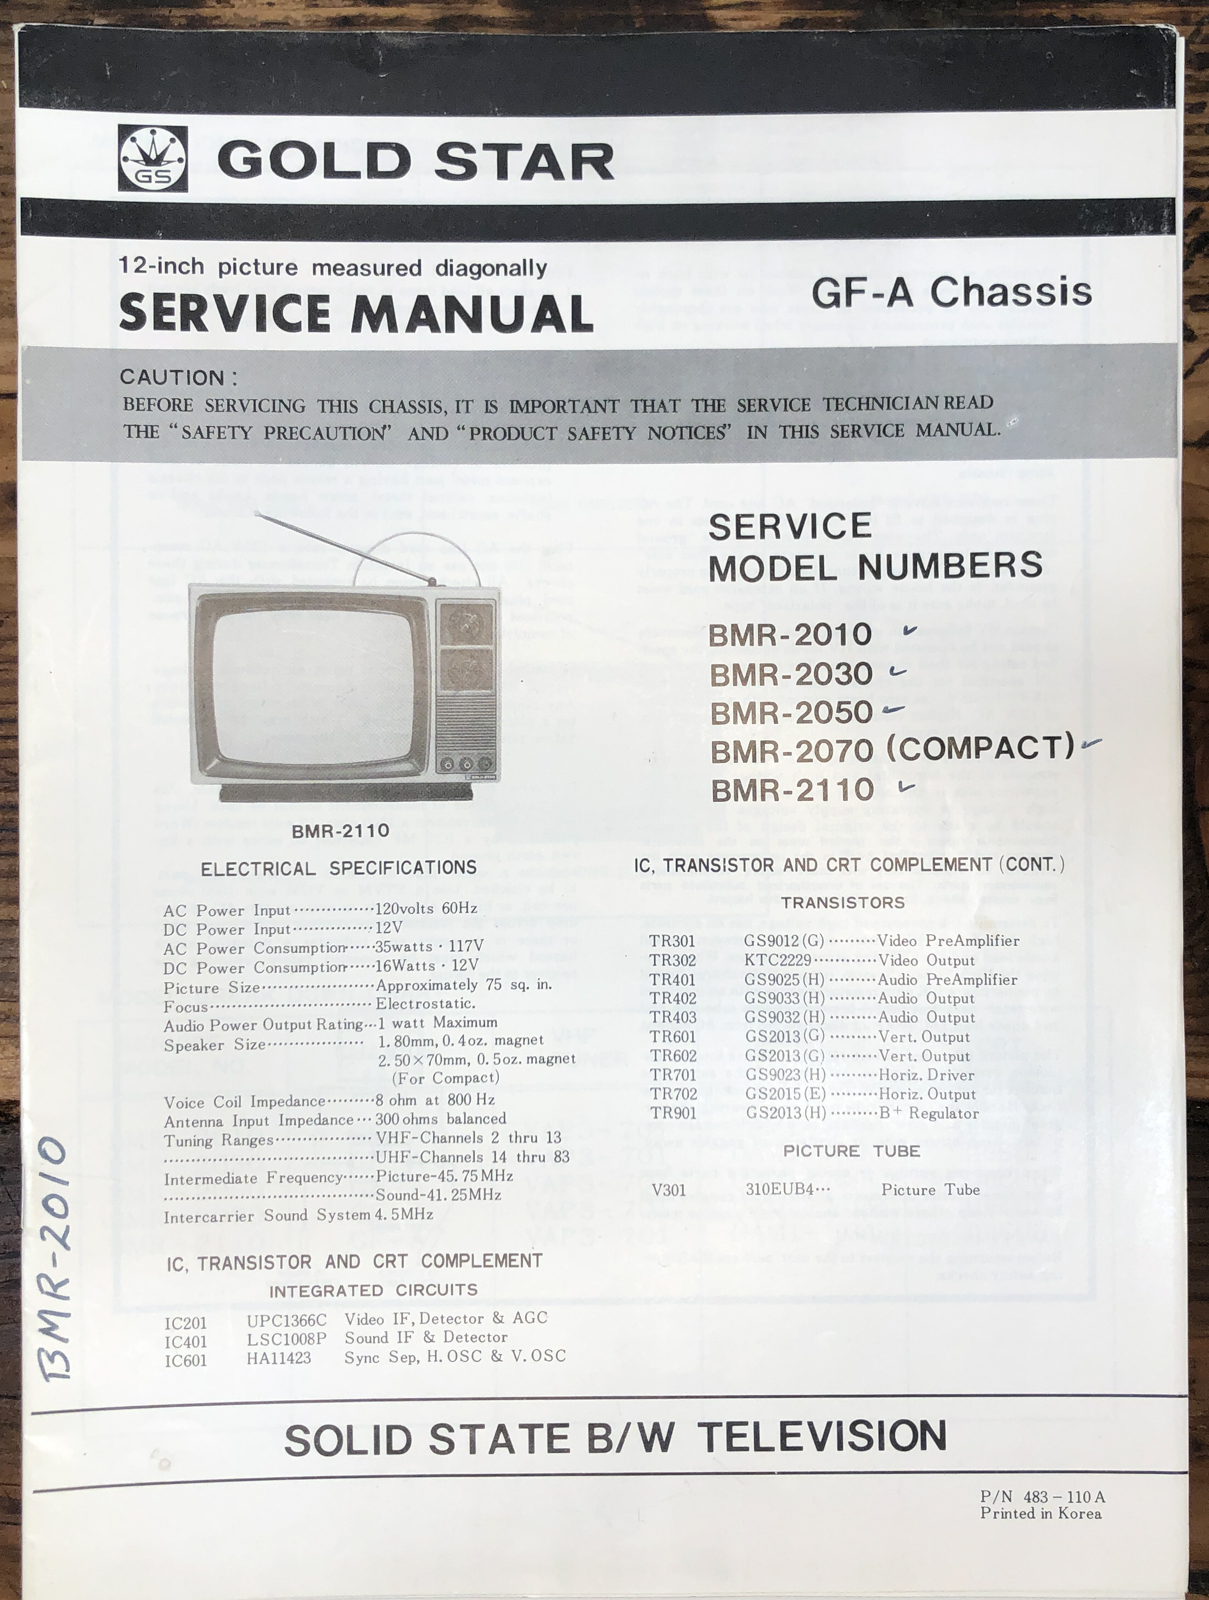 GS GOLD STAR
12-inch picture measured diagonally
SERVICE MANUAL
GF-A Chassis
CAUTION :
BEFORE SERVICING THIS CHASSIS, IT IS IMPORTANT THAT THE SERVICE TECHNICIAN READ
THE “SAFETY PRECAUTION” AND “PRODUCT SAFETY NOTICES” IN THIS SERVICE MANUAL.
BMR-2110
SERVICE
MODEL NUMBERS
BMR-2010
BMR-2030
BMR-2050
BMR-2070 (COMPACT)
BMR-2110
ELECTRICAL SPECIFICATIONS
AC Power Input ··············· 120volts 60Hz
DC Power Input ··············· 12V
AC Power Consumption ····· 35watts · 117V
DC Power Consumption ····· 16Watts · 12V
Picture Size ····················· Approximately 75 sq. in.
Focus ······························ Electrostatic.
Audio Power Output Rating ··· 1 watt Maximum
Speaker Size ·················· 1. 80mm, 0.4oz. magnet
2. 50×70mm, 0.5oz. magnet
(For Compact)
Voice Coil Impedance ········· 8 ohm at 800 Hz
Antenna Input Impedance ··· 300 ohms balanced
Tuning Ranges ·················· VHF-Channels 2 thru 13
······································· UHF-Channels 14 thru 83
Intermediate Frequency ······ Picture-45.75MHz
······································· Sound-41.25MHz
Intercarrier Sound System 4.5MHz
IC, TRANSISTOR AND CRT COMPLEMENT
INTEGRATED CIRCUITS
IC201 UPC1366C Video IF, Detector & AGC
IC401 LSC1008P Sound IF & Detector
IC601 HA11423 Sync Sep, H.OSC & V.OSC
IC, TRANSISTOR AND CRT COMPLEMENT (CONT.)
TRANSISTORS
TR301 GS9012(G) ········· Video PreAmplifier
TR302 KTC2229 ············ Video Output
TR401 GS9025(H) ········· Audio PreAmplifier
TR402 GS9033(H) ········· Audio Output
TR403 GS9032(H) ········· Audio Output
TR601 GS2013(G) ········· Vert. Output
TR602 GS2013(G) ········· Vert. Output
TR701 GS9023(H) ········· Horiz. Driver
TR702 GS2015(E) ········· Horiz. Output
TR901 GS2013(H) ········· B+ Regulator
PICTURE TUBE
V301 310EUB4··· Picture Tube
BMR-2010
SOLID STATE B/W TELEVISION
P/N 483-110A
Printed in Korea